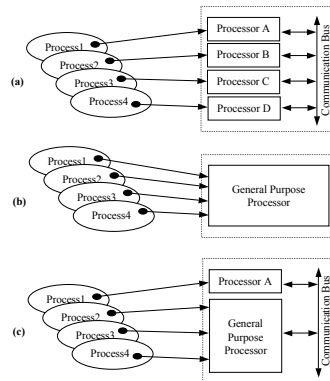 (a)
Process1
Process2
Process3
Process4
Processor A
Processor B
Processor C
Processor D
Communication Bus
(b)
Process1
Process2
Process3
Process4
General Purpose
Processor
(c)
Process1
Process2
Process3
Process4
Processor A
General
Purpose
Processor
Communication Bus